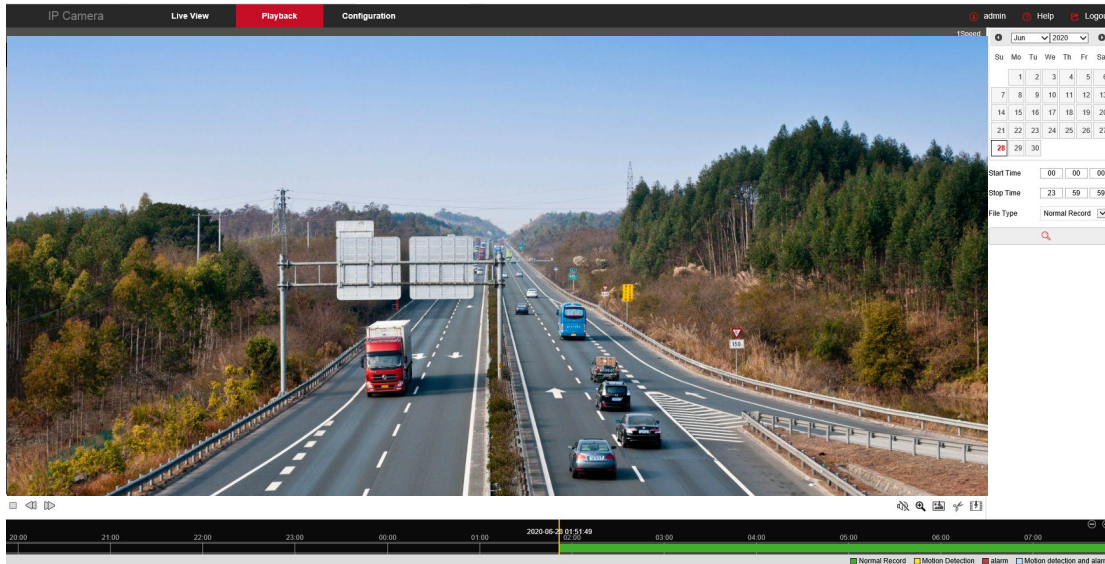 IP Camera Live View Playback Configuration admin Help Logou
1Speed
Jun 2020
Su Mo Tu We Th Fr Sa
1 2 3 4 5 6
7 8 9 10 11 12 13
14 15 16 17 18 19 20
21 22 23 24 25 26 27
28 29 30
Start Time 00 00 00
Stop Time 23 59 59
File Type Normal Record
150
2020-06-28 01:51:49
20:00 21:00 22:00 23:00 00:00 01:00 02:00 03:00 04:00 05:00 06:00 07:00
Normal Record Motion Detection alarm Motion detection and alarm